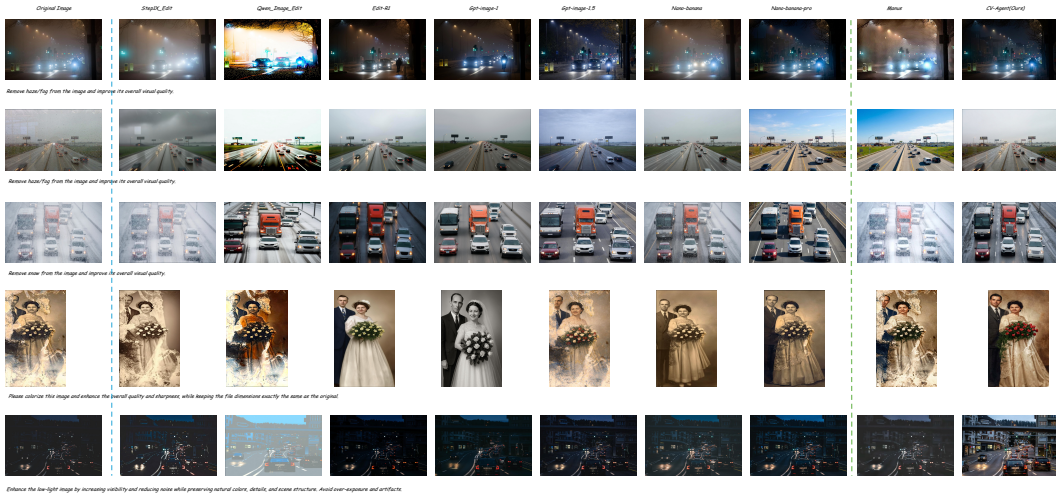 Original Image StepIX_Edit Qwen_Image_Edit Edit-R1 Gpt-image-1 Gpt-image-1.5 Nano-banana Nano-banana-pro Manus CV-Agent(Ours)
Remove haze/fog from the image and improve its overall visual quality.
Remove haze/fog from the image and improve its overall visual quality.
Remove snow from the image and improve its overall visual quality.
Please colorize this image and enhance the overall quality and sharpness, while keeping the file dimensions exactly the same as the original
Enhance the low-light image by increasing visibility and reducing noise while preserving natural colors, details, and scene structure. Avoid over-exposure and artifacts.